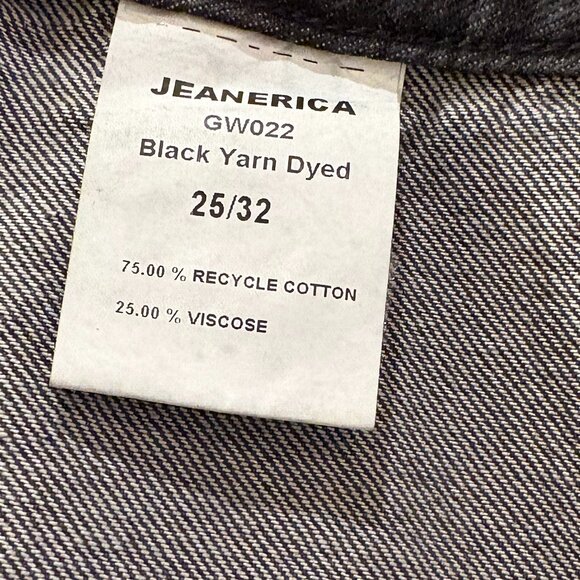 JEANERICA
GW022
Black Yarn Dyed
25/32
75.00 % RECYCLE COTTON
25.00 % VISCOSE